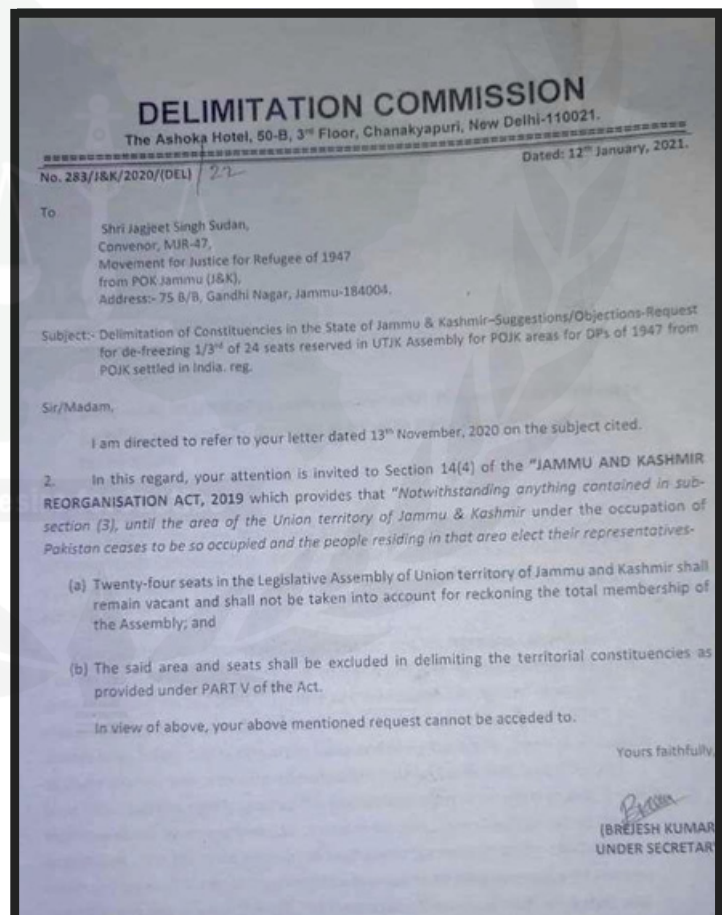 DELIMITATION COMMISSION
The Ashoka Hotel, 50-B, 3rd Floor, Chanakyapuri, New Delhi-110021.
No. 283/J&K/2020/(DEL) / 22
Dated: 12th January, 2021.
To
Shri Jagjeet Singh Sudan,
Convenor, MJR-47,
Movement for Justice for Refugee of 1947
from POK Jammu (J&K),
Address:- 75 B/B, Gandhi Nagar, Jammu-184004.
Subject:- Delimitation of Constituencies in the State of Jammu & Kashmir–Suggestions/Objections-Request
for de-freezing 1/3rd of 24 seats reserved in UTJK Assembly for POJK areas for DPs of 1947 from
POJK settled in India. reg.
Sir/Madam,
I am directed to refer to your letter dated 13th November, 2020 on the subject cited.
2. In this regard, your attention is invited to Section 14(4) of the "JAMMU AND KASHMIR
REORGANISATION ACT, 2019 which provides that "Notwithstanding anything contained in sub-
section (3), until the area of the Union territory of Jammu & Kashmir under the occupation of
Pakistan ceases to be so occupied and the people residing in that area elect their representatives-
(a) Twenty-four seats in the Legislative Assembly of Union territory of Jammu and Kashmir shall
remain vacant and shall not be taken into account for reckoning the total membership of
the Assembly; and
(b) The said area and seats shall be excluded in delimiting the territorial constituencies as
provided under PART V of the Act.
In view of above, your above mentioned request cannot be acceded to.
Yours faithfully,
(BREJESH KUMAR
UNDER SECRETAR